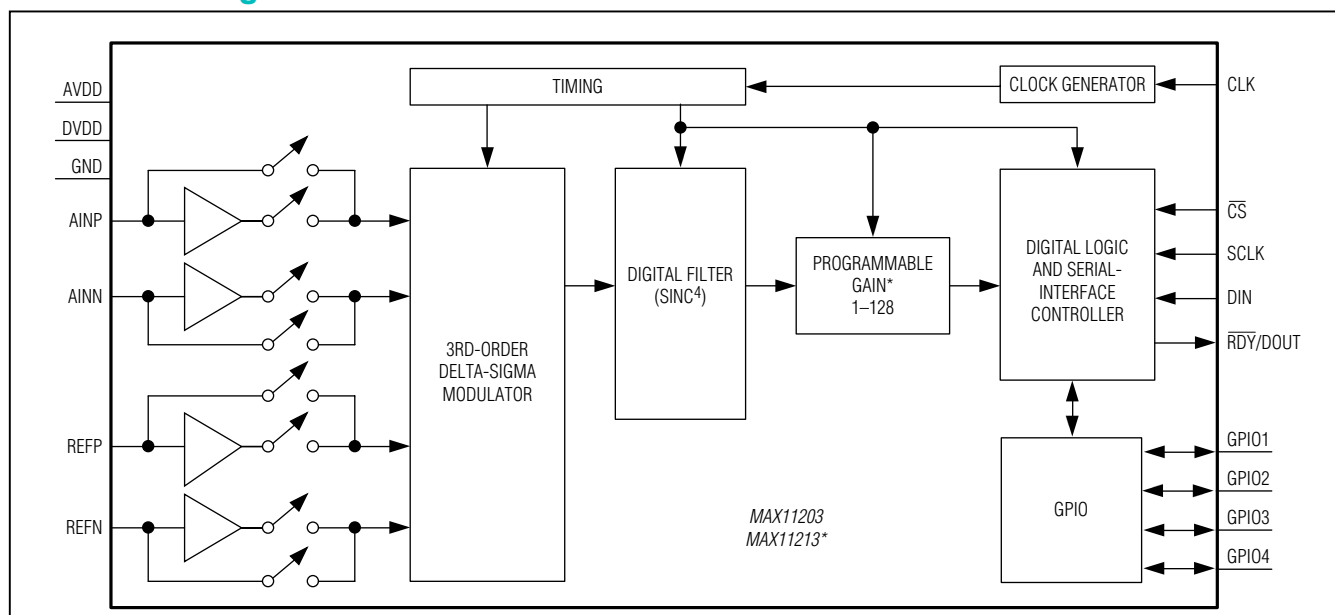 AVDD
DVDD
GND
AINP
AINN
REFP
REFN
TIMING
CLOCK GENERATOR
CLK
3RD-ORDER
DELTA-SIGMA
MODULATOR
DIGITAL FILTER
(SINC⁴)
PROGRAMMABLE
GAIN*
1–128
DIGITAL LOGIC
AND SERIAL-
INTERFACE
CONTROLLER
C̅S̅
SCLK
DIN
R̅D̅Y̅/DOUT
GPIO
GPIO1
GPIO2
GPIO3
GPIO4
MAX11203
MAX11213*